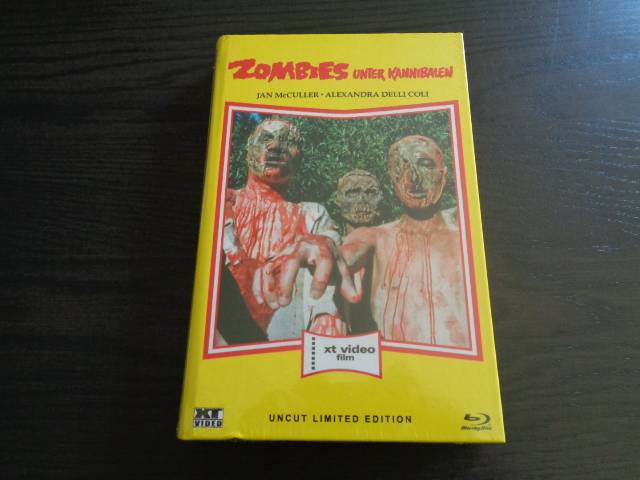 ZOMBIES UNTER KANNIBALEN
JAN McCULLER • ALEXANDRA DELLI COLI
xt video
film
XT
VIDEO
UNCUT LIMITED EDITION
Blu-ray Disc